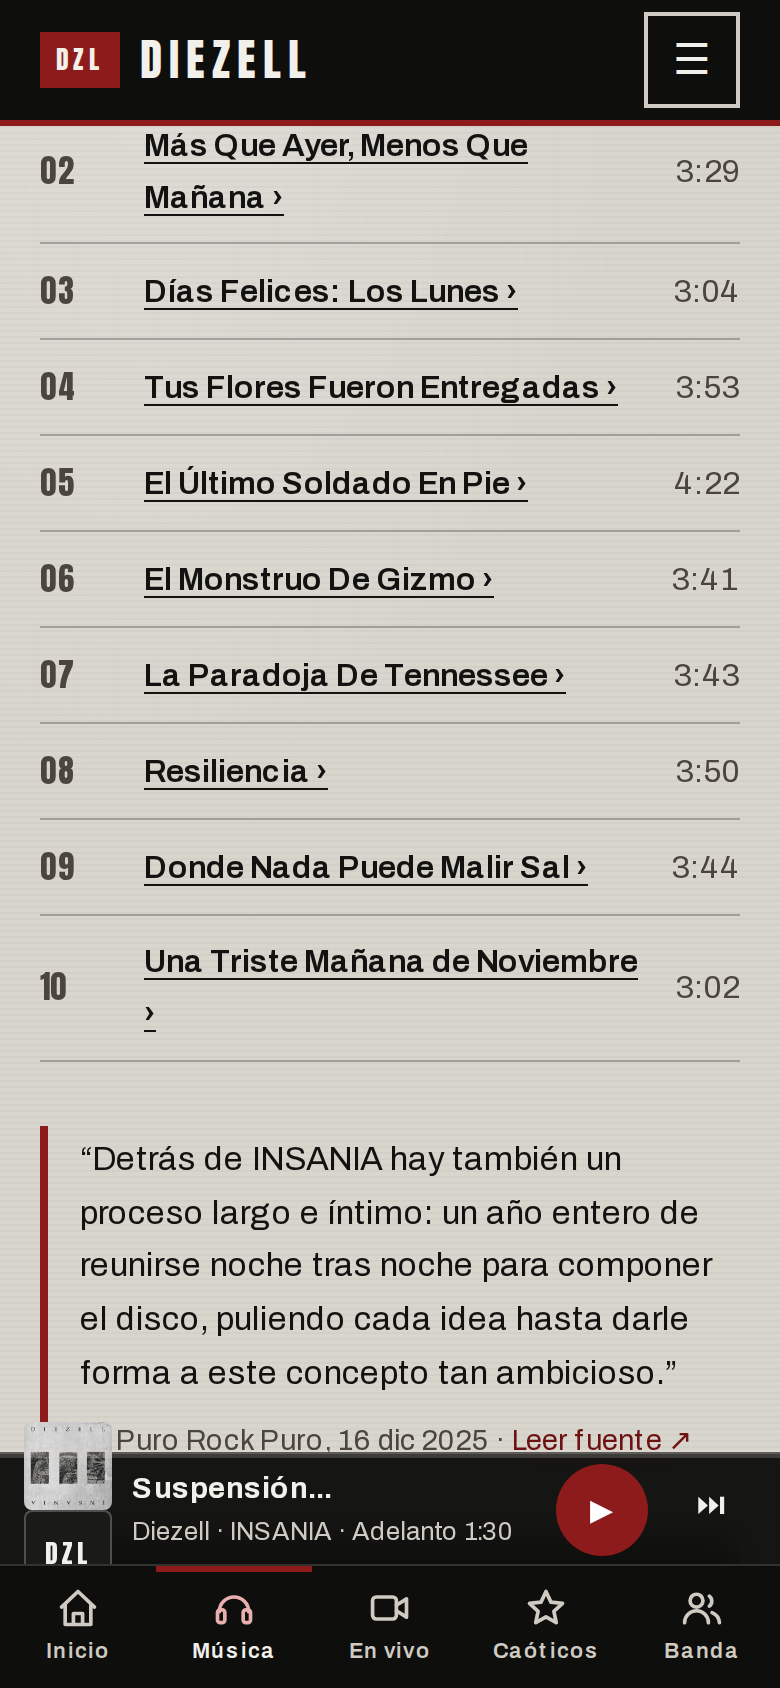 DZL DIEZELL ☰
02 Más Que Ayer, Menos Que
Mañana › 3:29
03 Días Felices: Los Lunes › 3:04
04 Tus Flores Fueron Entregadas › 3:53
05 El Último Soldado En Pie › 4:22
06 El Monstruo De Gizmo › 3:41
07 La Paradoja De Tennessee › 3:43
08 Resiliencia › 3:50
09 Donde Nada Puede Malir Sal › 3:44
10 Una Triste Mañana de Noviembre
› 3:02
“Detrás de INSANIA hay también un
proceso largo e íntimo: un año entero de
reunirse noche tras noche para componer
el disco, puliendo cada idea hasta darle
forma a este concepto tan ambicioso.”
Puro Rock Puro, 16 dic 2025 · Leer fuente ↗
DIEZELL
Suspensión...
Diezell · INSANIA · Adelanto 1:30
DZL
Inicio Música En vivo Caóticos Banda